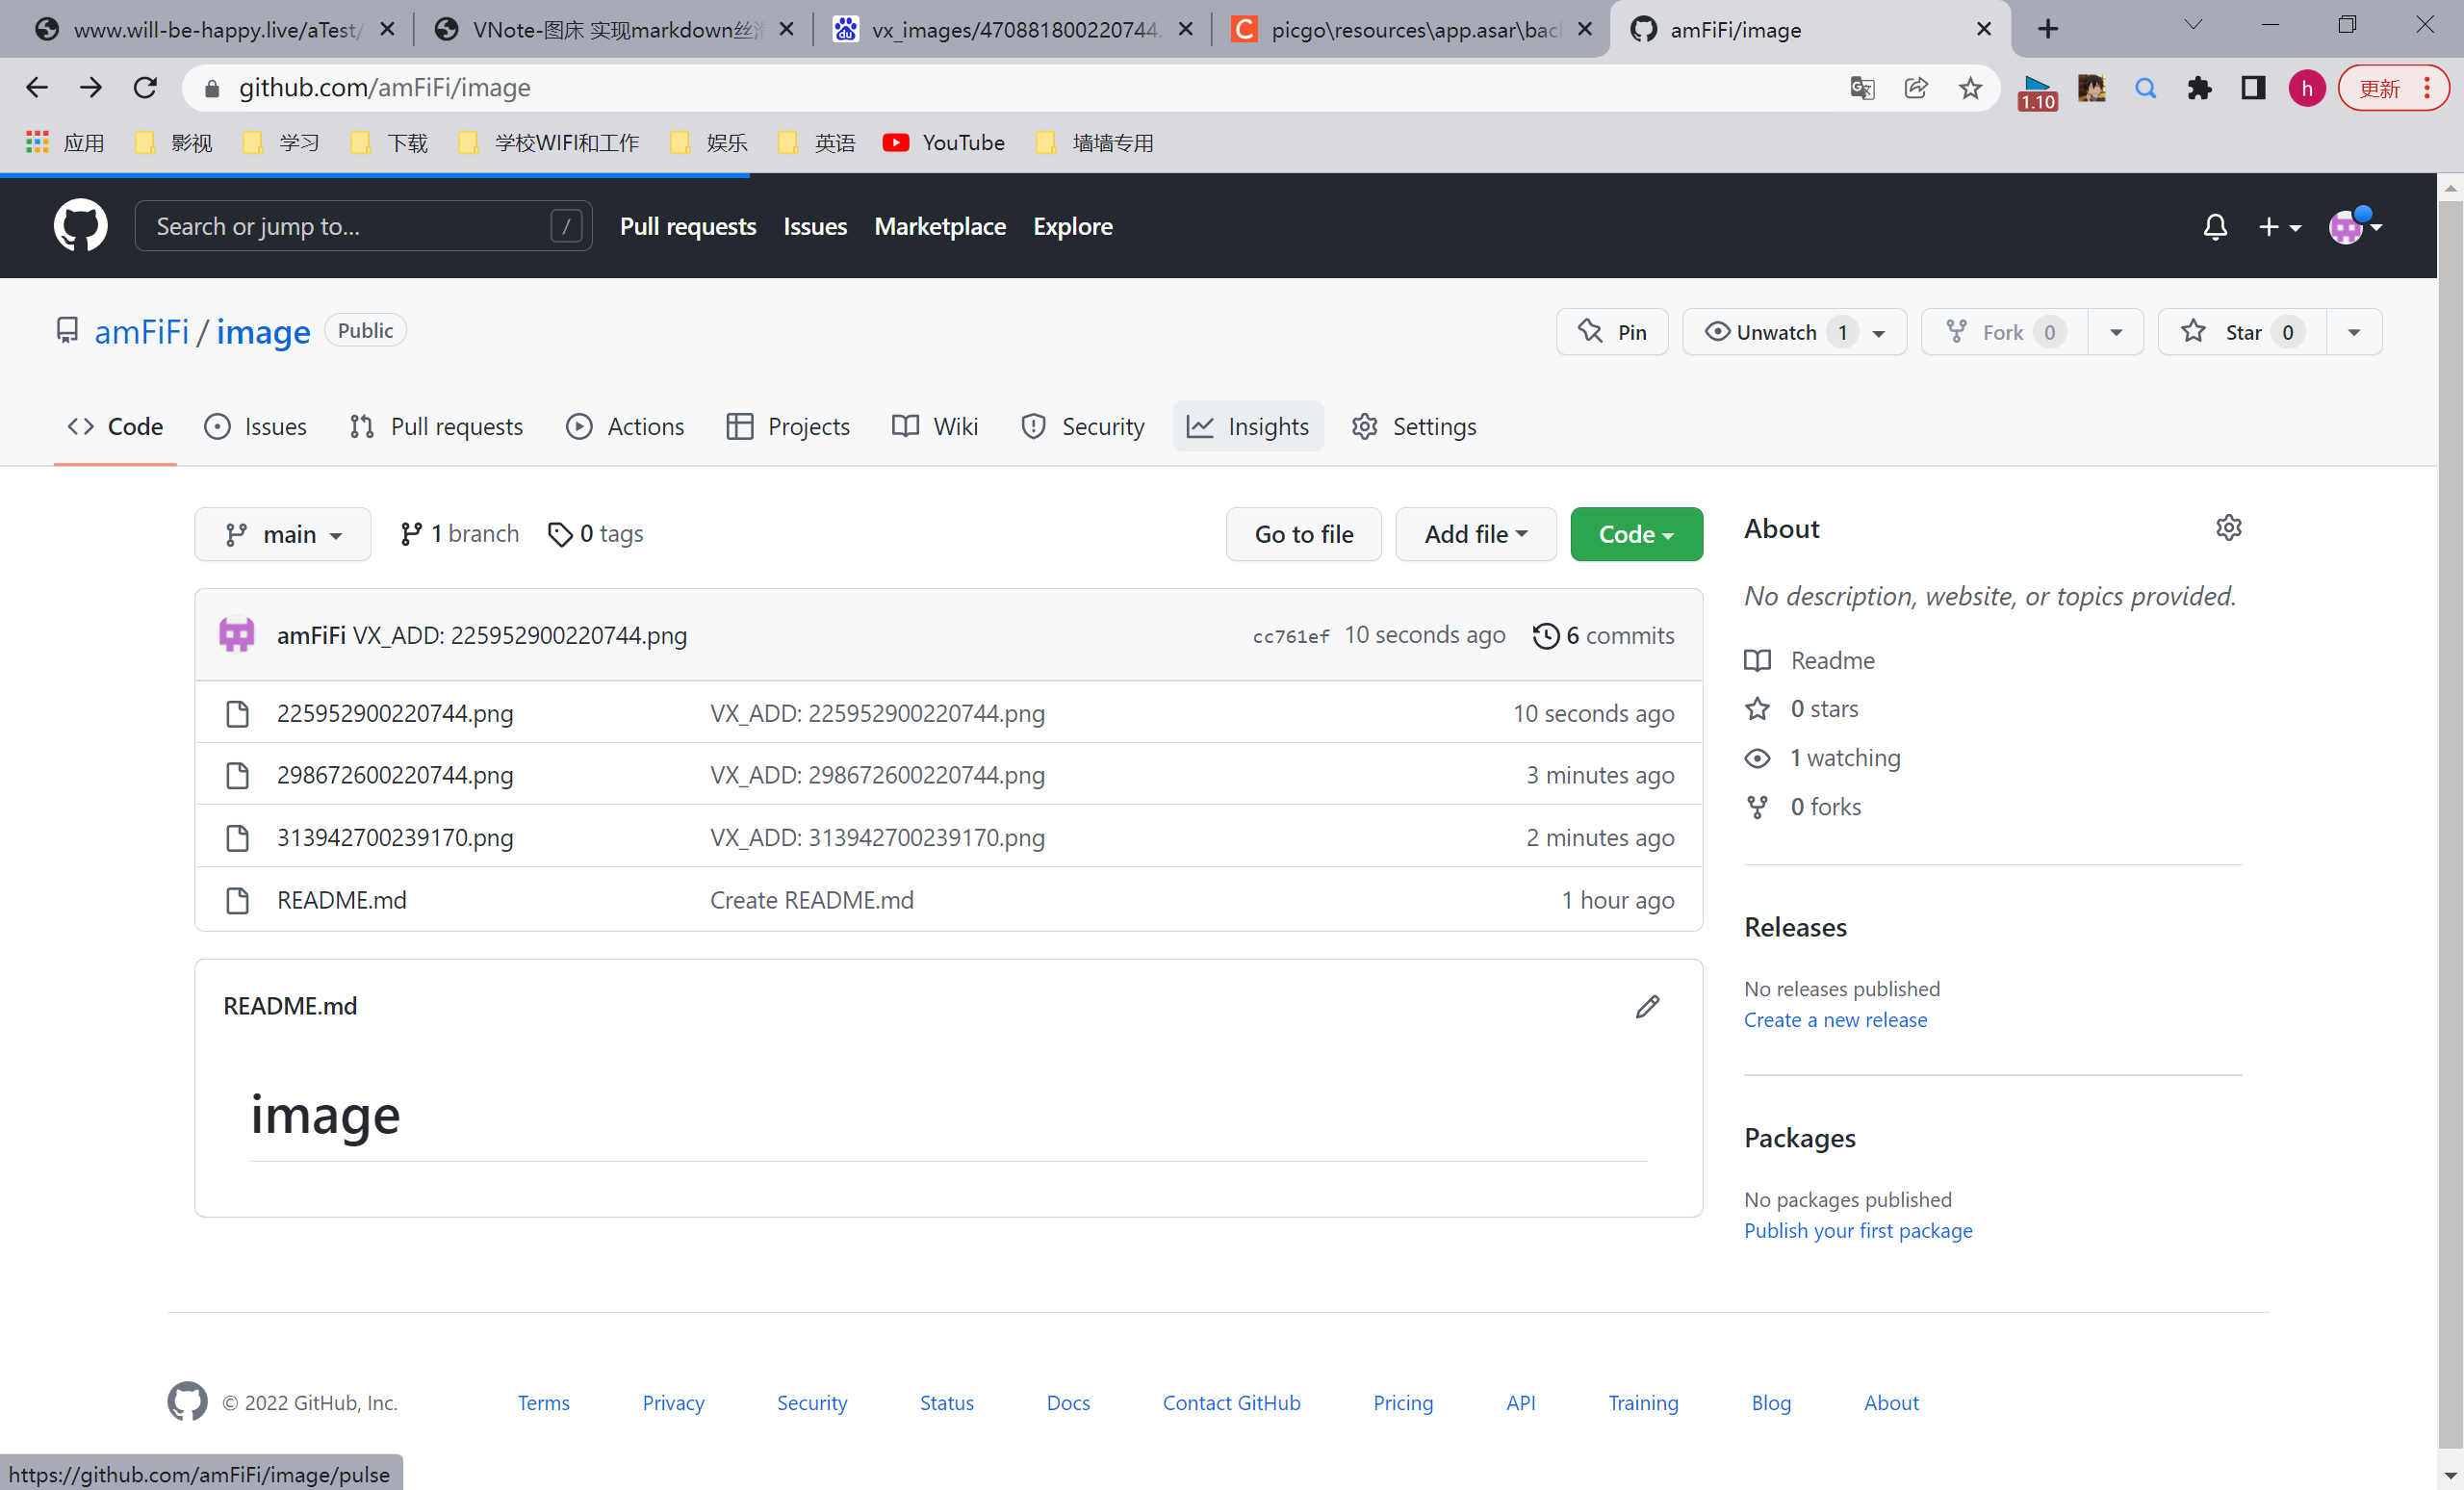 www.will-be-happy.live/aTest/
VNote-图床 实现markdown丝
vx_images/470881800220744.
picgo\resources\app.asar\bac
amFiFi/image
github.com/amFiFi/image
1.10
h
更新
应用
影视
学习
下载
学校WIFI和工作
娱乐
英语
YouTube
墙墙专用
Search or jump to...
/
Pull requests
Issues
Marketplace
Explore
amFiFi / image
Public
Pin
Unwatch 1
Fork 0
Star 0
Code
Issues
Pull requests
Actions
Projects
Wiki
Security
Insights
Settings
main
1 branch
0 tags
Go to file
Add file
Code
amFiFi VX_ADD: 225952900220744.png
cc761ef 10 seconds ago
6 commits
225952900220744.png VX_ADD: 225952900220744.png 10 seconds ago
298672600220744.png VX_ADD: 298672600220744.png 3 minutes ago
313942700239170.png VX_ADD: 313942700239170.png 2 minutes ago
README.md Create README.md 1 hour ago
README.md
image
About
No description, website, or topics provided.
Readme
0 stars
1 watching
0 forks
Releases
No releases published
Create a new release
Packages
No packages published
Publish your first package
© 2022 GitHub, Inc.
Terms
Privacy
Security
Status
Docs
Contact GitHub
Pricing
API
Training
Blog
About
https://github.com/amFiFi/image/pulse